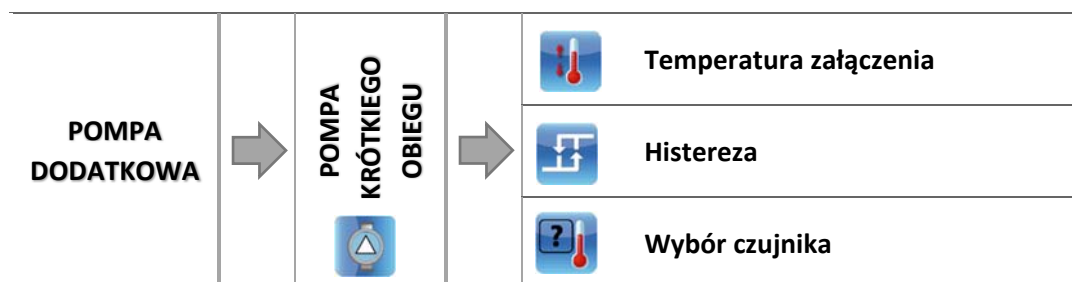 POMPA
DODATKOWA
POMPA
KRÓTKIEGO
OBIEGU
Temperatura załączenia
Histereza
?
Wybór czujnika